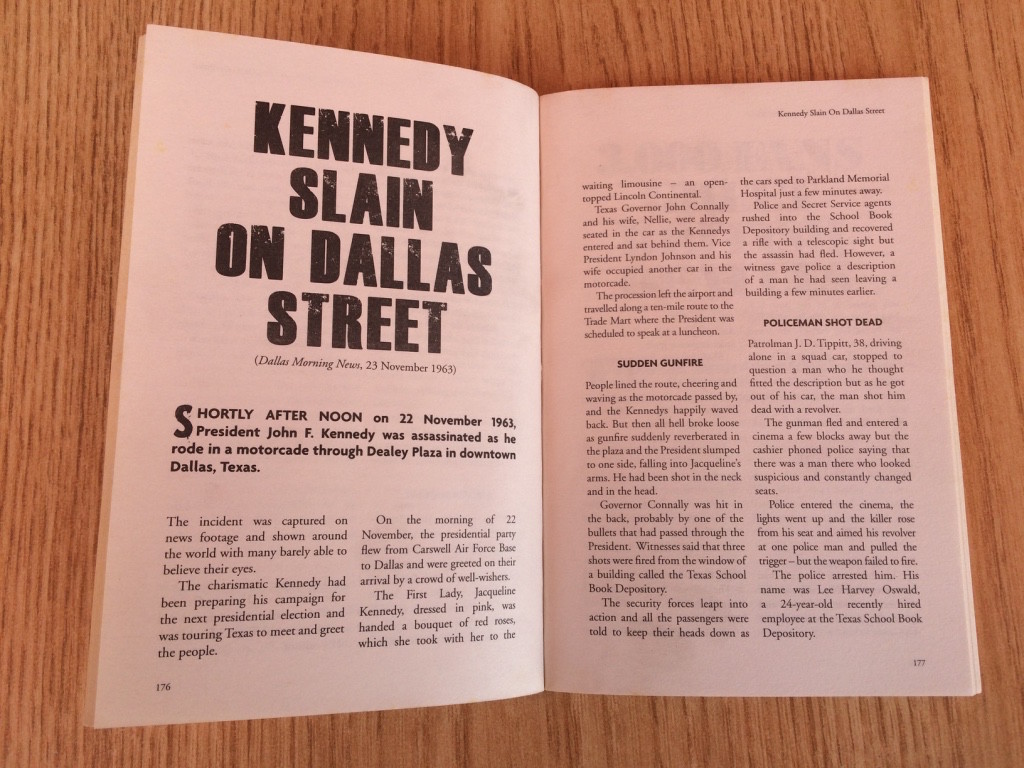 KENNEDY
SLAIN
ON DALLAS
STREET
(Dallas Morning News, 23 November 1963)
SHORTLY AFTER NOON on 22 November 1963,
President John F. Kennedy was assassinated as he
rode in a motorcade through Dealey Plaza in downtown
Dallas, Texas.
The incident was captured on
news footage and shown around
the world with many barely able to
believe their eyes.
The charismatic Kennedy had
been preparing his campaign for
the next presidential election and
was touring Texas to meet and greet
the people.
On the morning of 22
November, the presidential party
flew from Carswell Air Force Base
to Dallas and were greeted on their
arrival by a crowd of well-wishers.
The First Lady, Jacqueline
Kennedy, dressed in pink, was
handed a bouquet of red roses,
which she took with her to the
176
Kennedy Slain On Dallas Street
waiting limousine – an open-
topped Lincoln Continental.
Texas Governor John Connally
and his wife, Nellie, were already
seated in the car as the Kennedys
entered and sat behind them. Vice
President Lyndon Johnson and his
wife occupied another car in the
motorcade.
The procession left the airport and
travelled along a ten-mile route to the
Trade Mart where the President was
scheduled to speak at a luncheon.
SUDDEN GUNFIRE
People lined the route, cheering and
waving as the motorcade passed by,
and the Kennedys happily waved
back. But then all hell broke loose
as gunfire suddenly reverberated in
the plaza and the President slumped
to one side, falling into Jacqueline's
arms. He had been shot in the neck
and in the head.
Governor Connally was hit in
the back, probably by one of the
bullets that had passed through the
President. Witnesses said that three
shots were fired from the window of
a building called the Texas School
Book Depository.
The security forces leapt into
action and all the passengers were
told to keep their heads down as
the cars sped to Parkland Memorial
Hospital just a few minutes away.
Police and Secret Service agents
rushed into the School Book
Depository building and recovered
a rifle with a telescopic sight but
the assassin had fled. However, a
witness gave police a description
of a man he had seen leaving a
building a few minutes earlier.
POLICEMAN SHOT DEAD
Patrolman J. D. Tippitt, 38, driving
alone in a squad car, stopped to
question a man who he thought
fitted the description but as he got
out of his car, the man shot him
dead with a revolver.
The gunman fled and entered a
cinema a few blocks away but the
cashier phoned police saying that
there was a man there who looked
suspicious and constantly changed
seats.
Police entered the cinema, the
lights went up and the killer rose
from his seat and aimed his revolver
at one police man and pulled the
trigger – but the weapon failed to fire.
The police arrested him. His
name was Lee Harvey Oswald,
a 24-year-old recently hired
employee at the Texas School Book
Depository.
177